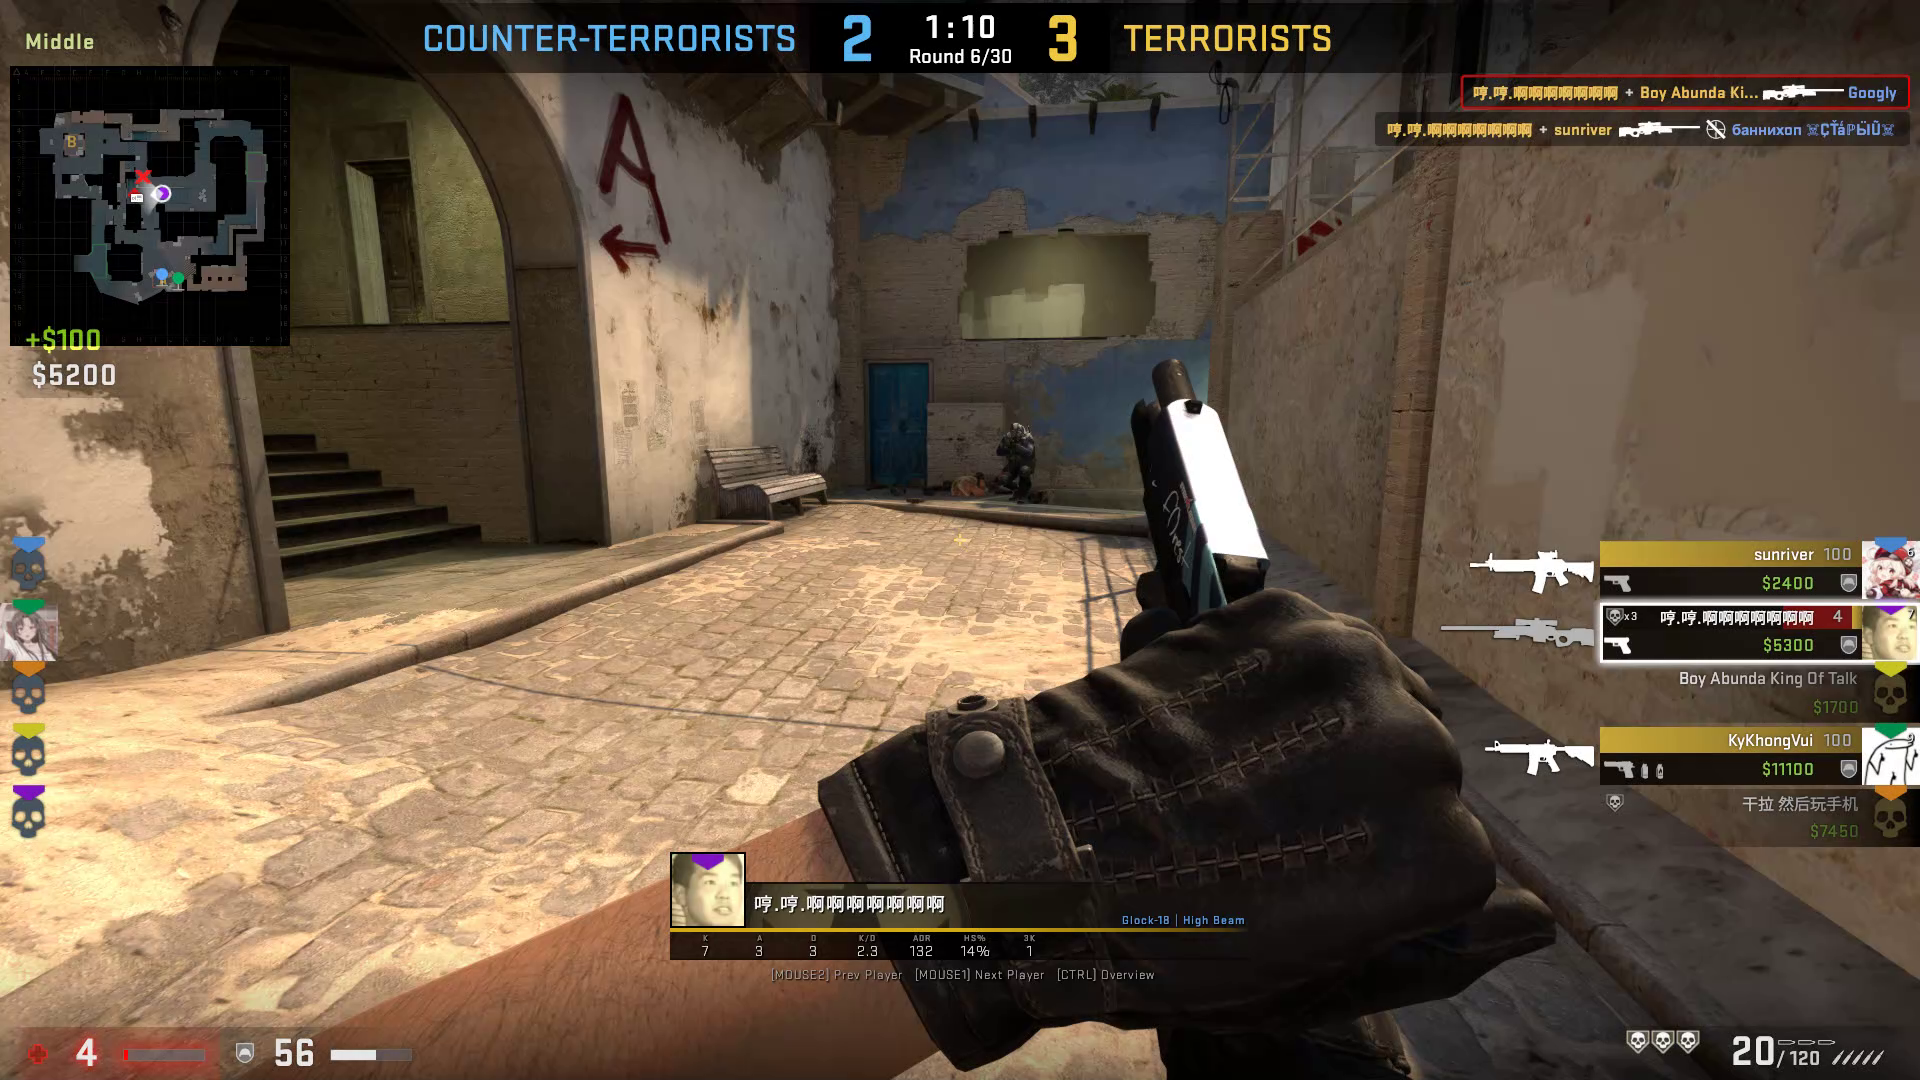 Middle
COUNTER-TERRORISTS 2 1:10 3 TERRORISTS
Round 6/30
哼.哼.啊啊啊啊啊啊啊 + Boy Abunda Ki... Googly
哼.哼.啊啊啊啊啊啊啊 + sunriver баннихоп
A
B
+$100
$5200
sunriver 100
$2400
x3 哼.哼.啊啊啊啊啊啊啊 4
$5300
Boy Abunda King Of Talk
$1700
KyKhongVui 100
$11100
干拉 然后玩手机
$7450
哼.哼.啊啊啊啊啊啊啊
Glock-18 | High Beam
K A D K/D ADR HS% 3K
7 3 3 2.3 132 14% 1
[MOUSE2] Prev Player [MOUSE1] Next Player [CTRL] Overview
4 56
20/120